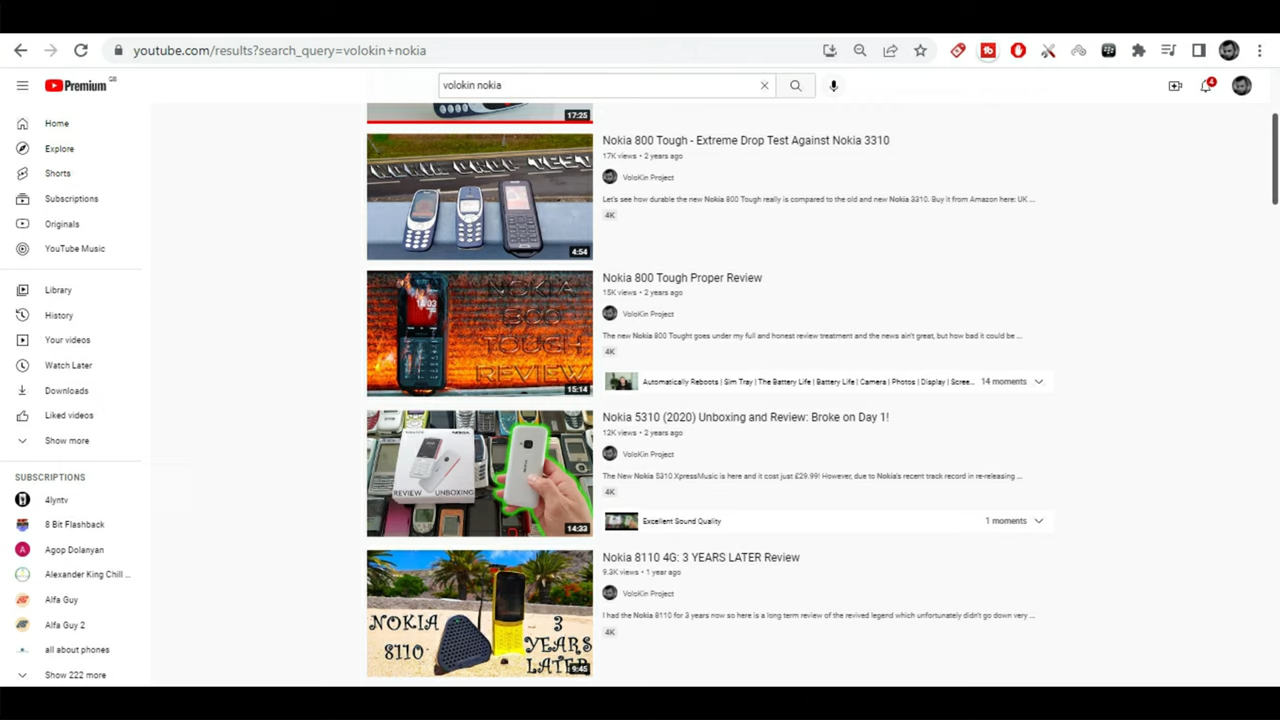 youtube.com/results?search_query=volokin+nokia
Premium GB
volokin nokia
4
Home
Explore
Shorts
Subscriptions
Originals
YouTube Music
Library
History
Your videos
Watch Later
Downloads
Liked videos
Show more
SUBSCRIPTIONS
4lyntv
8 Bit Flashback
A
Agop Dolanyan
Alexander King Chill ...
Alfa Guy
Alfa Guy 2
all about phones
Show 222 more
17:25
NOKIA DROP TEST
4:54
Nokia 800 Tough - Extreme Drop Test Against Nokia 3310
17K views • 2 years ago
VoloKin Project
Let's see how durable the new Nokia 800 Tough really is compared to the old and new Nokia 3310. Buy it from Amazon here: UK ...
4K
NOKIA
800
TOUGH
REVIEW
15:14
Nokia 800 Tough Proper Review
15K views • 2 years ago
VoloKin Project
The new Nokia 800 Tought goes under my full and honest review treatment and the news ain't great, but how bad it could be ...
4K
Automatically Reboots | Sim Tray | The Battery Life | Battery Life | Camera | Photos | Display | Scree...
14 moments
REVIEW UNBOXING
14:33
Nokia 5310 (2020) Unboxing and Review: Broke on Day 1!
12K views • 2 years ago
VoloKin Project
The New Nokia 5310 XpressMusic is here and it cost just £29.99! However, due to Nokia's recent track record in re-releasing ...
4K
Excellent Sound Quality
1 moments
NOKIA
8110
3
YEARS
LATER
9:45
Nokia 8110 4G: 3 YEARS LATER Review
9.3K views • 1 year ago
VoloKin Project
I had the Nokia 8110 for 3 years now so here is a long term review of the revived legend which unfortunately didn't go down very ...
4K